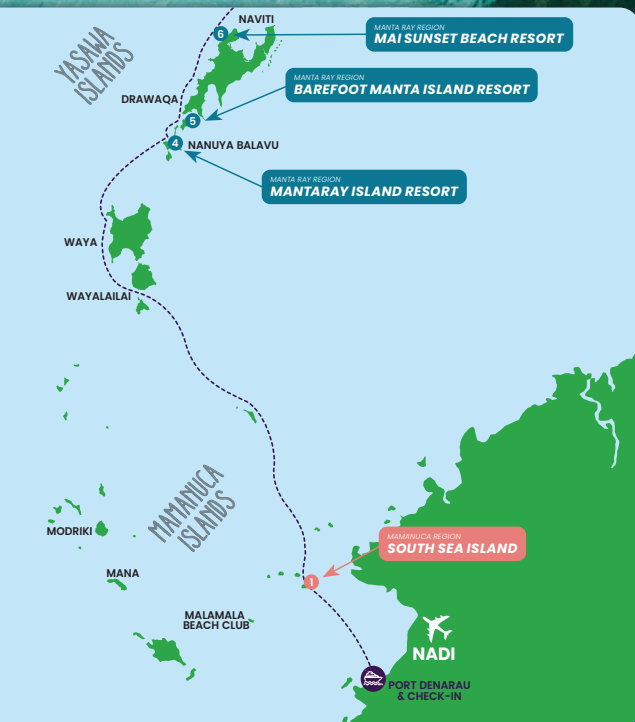 NAVITI
6
MANTA RAY REGION
MAI SUNSET BEACH RESORT
YASAWA
ISLANDS
MANTA RAY REGION
BAREFOOT MANTA ISLAND RESORT
DRAWAQA
5
4
NANUYA BALAVU
MANTA RAY REGION
MANTARAY ISLAND RESORT
WAYA
WAYALAILAI
MAMANUCA
ISLANDS
MODRIKI
MAMANUCA REGION
SOUTH SEA ISLAND
MANA
1
MALAMALA
BEACH CLUB
NADI
PORT DENARAU
& CHECK-IN